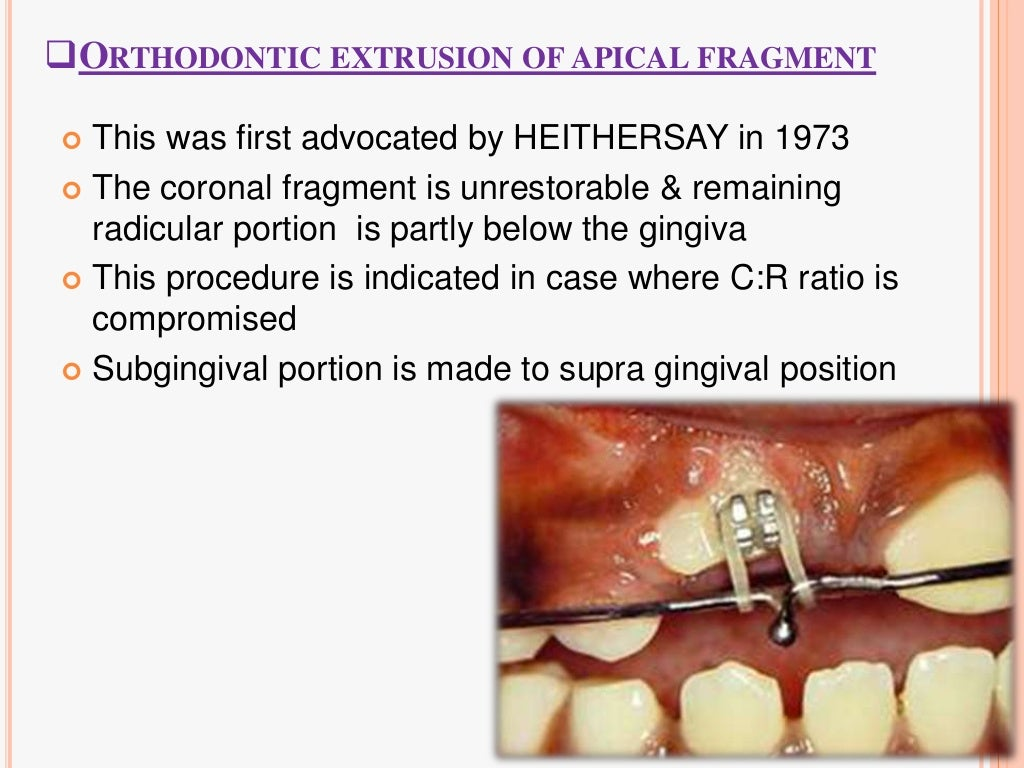 ORTHODONTIC EXTRUSION OF APICAL FRAGMENT
This was first advocated by HEITHERSAY in 1973
The coronal fragment is unrestorable & remaining
radicular portion is partly below the gingiva
This procedure is indicated in case where C:R ratio is
compromised
Subgingival portion is made to supra gingival position